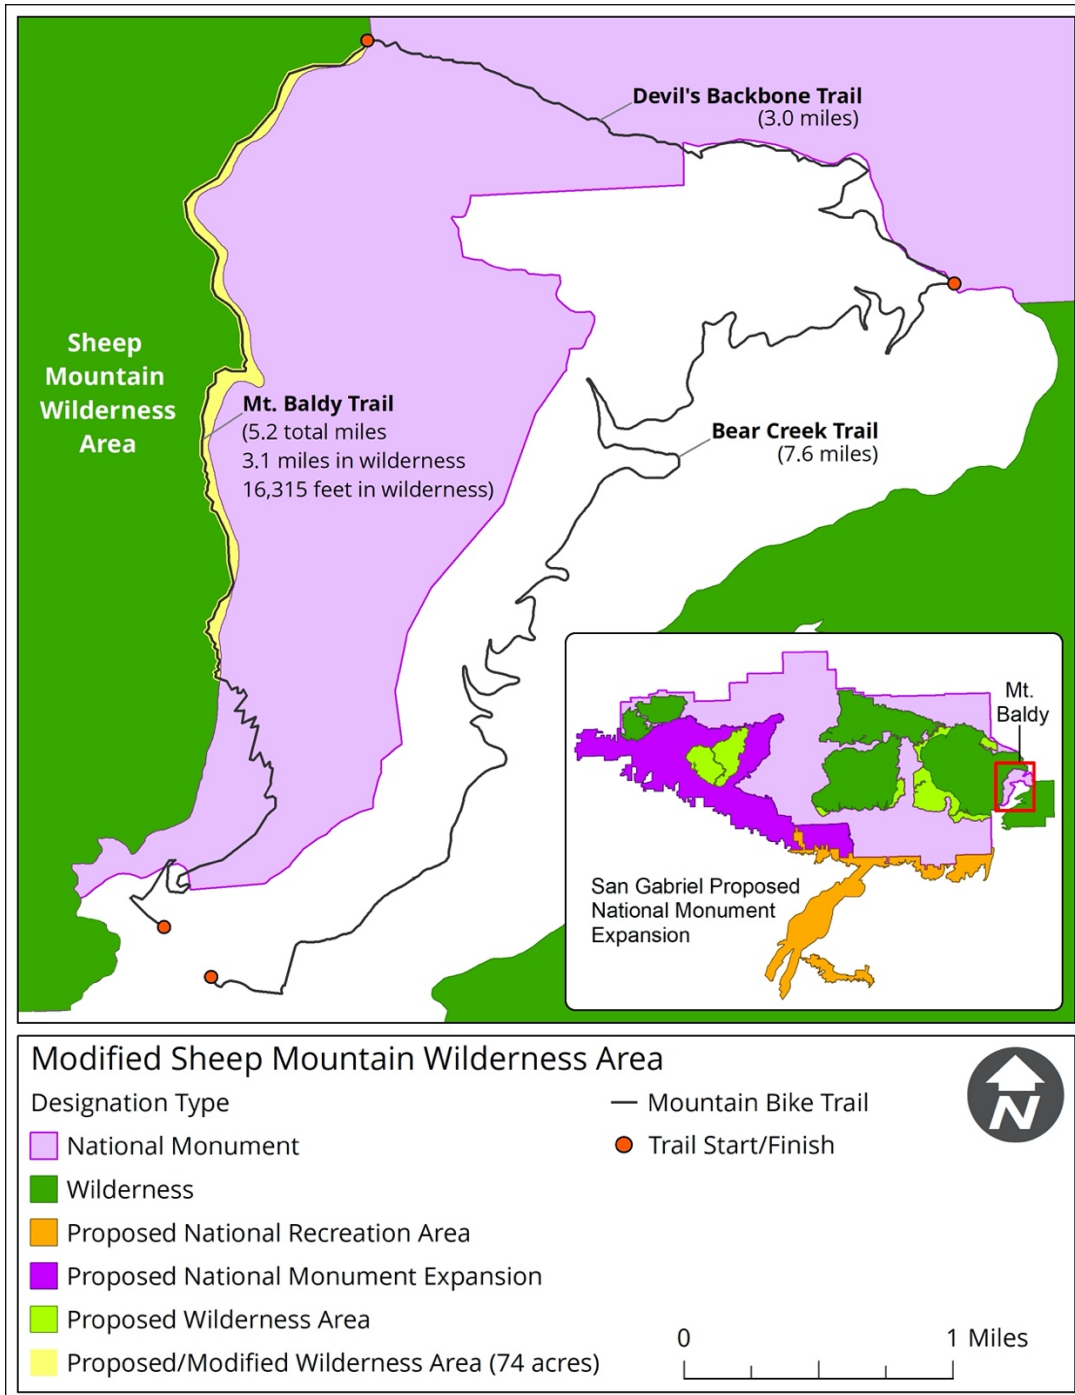 Devil's Backbone Trail
(3.0 miles)
Sheep
Mountain
Wilderness
Area
Mt. Baldy Trail
(5.2 total miles
3.1 miles in wilderness
16,315 feet in wilderness)
Bear Creek Trail
(7.6 miles)
Mt.
Baldy
San Gabriel Proposed
National Monument
Expansion
Modified Sheep Mountain Wilderness Area
Designation Type
National Monument
Wilderness
Proposed National Recreation Area
Proposed National Monument Expansion
Proposed Wilderness Area
Proposed/Modified Wilderness Area (74 acres)
Mountain Bike Trail
Trail Start/Finish
N
0 1 Miles